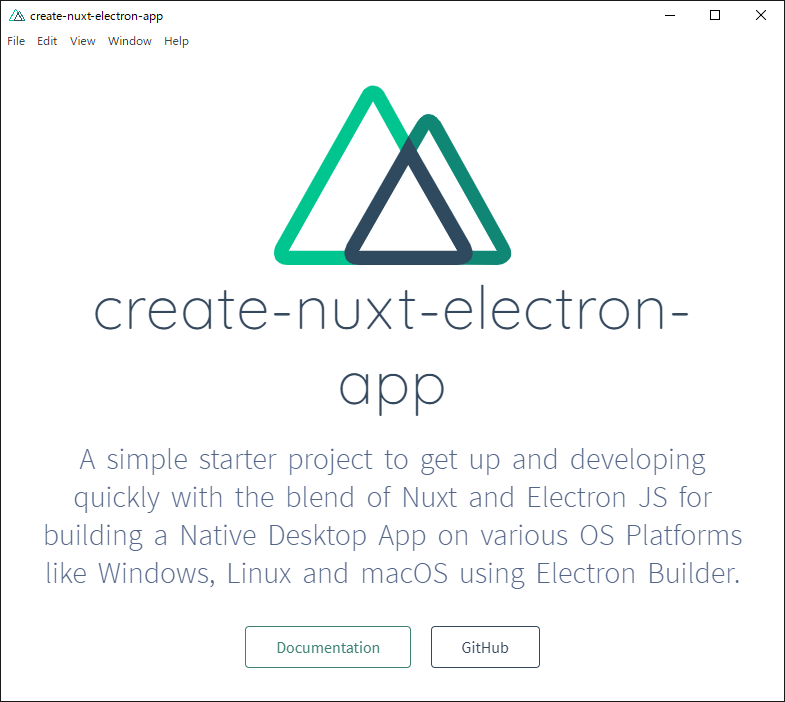 create-nuxt-electron-app
File Edit View Window Help
create-nuxt-electron-
app
A simple starter project to get up and developing
quickly with the blend of Nuxt and Electron JS for
building a Native Desktop App on various OS Platforms
like Windows, Linux and macOS using Electron Builder.
Documentation GitHub